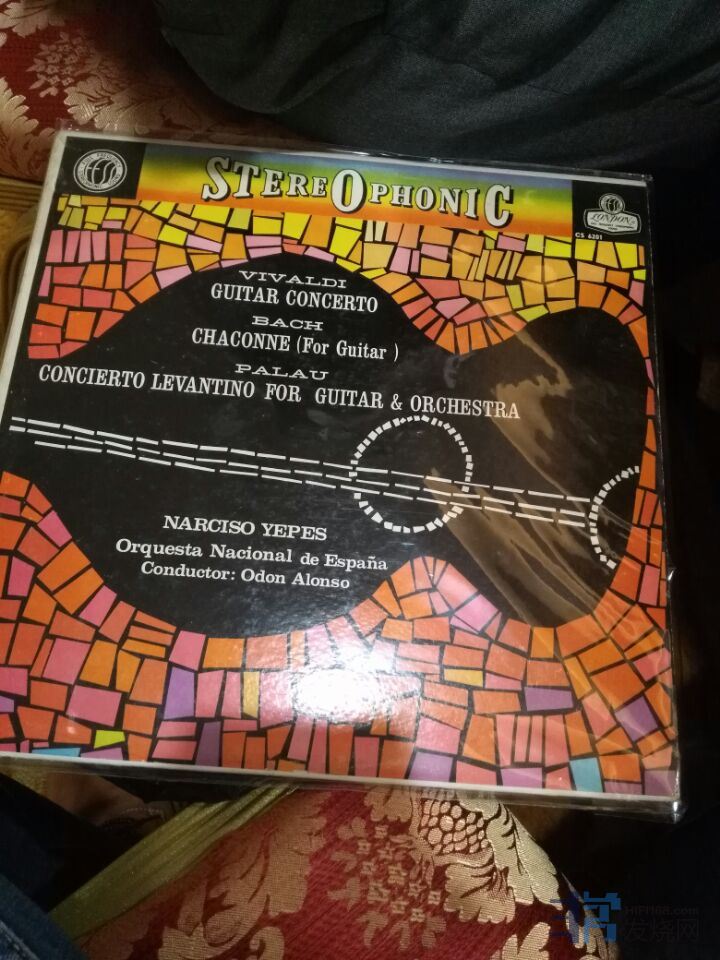 STEREOPHONIC
LONDON
CS 6201
VIVALDI
GUITAR CONCERTO
BACH
CHACONNE (For Guitar )
PALAU
CONCIERTO LEVANTINO FOR GUITAR & ORCHESTRA
NARCISO YEPES
Orquesta Nacional de España
Conductor: Odon Alonso
HIFI168.com
发烧网